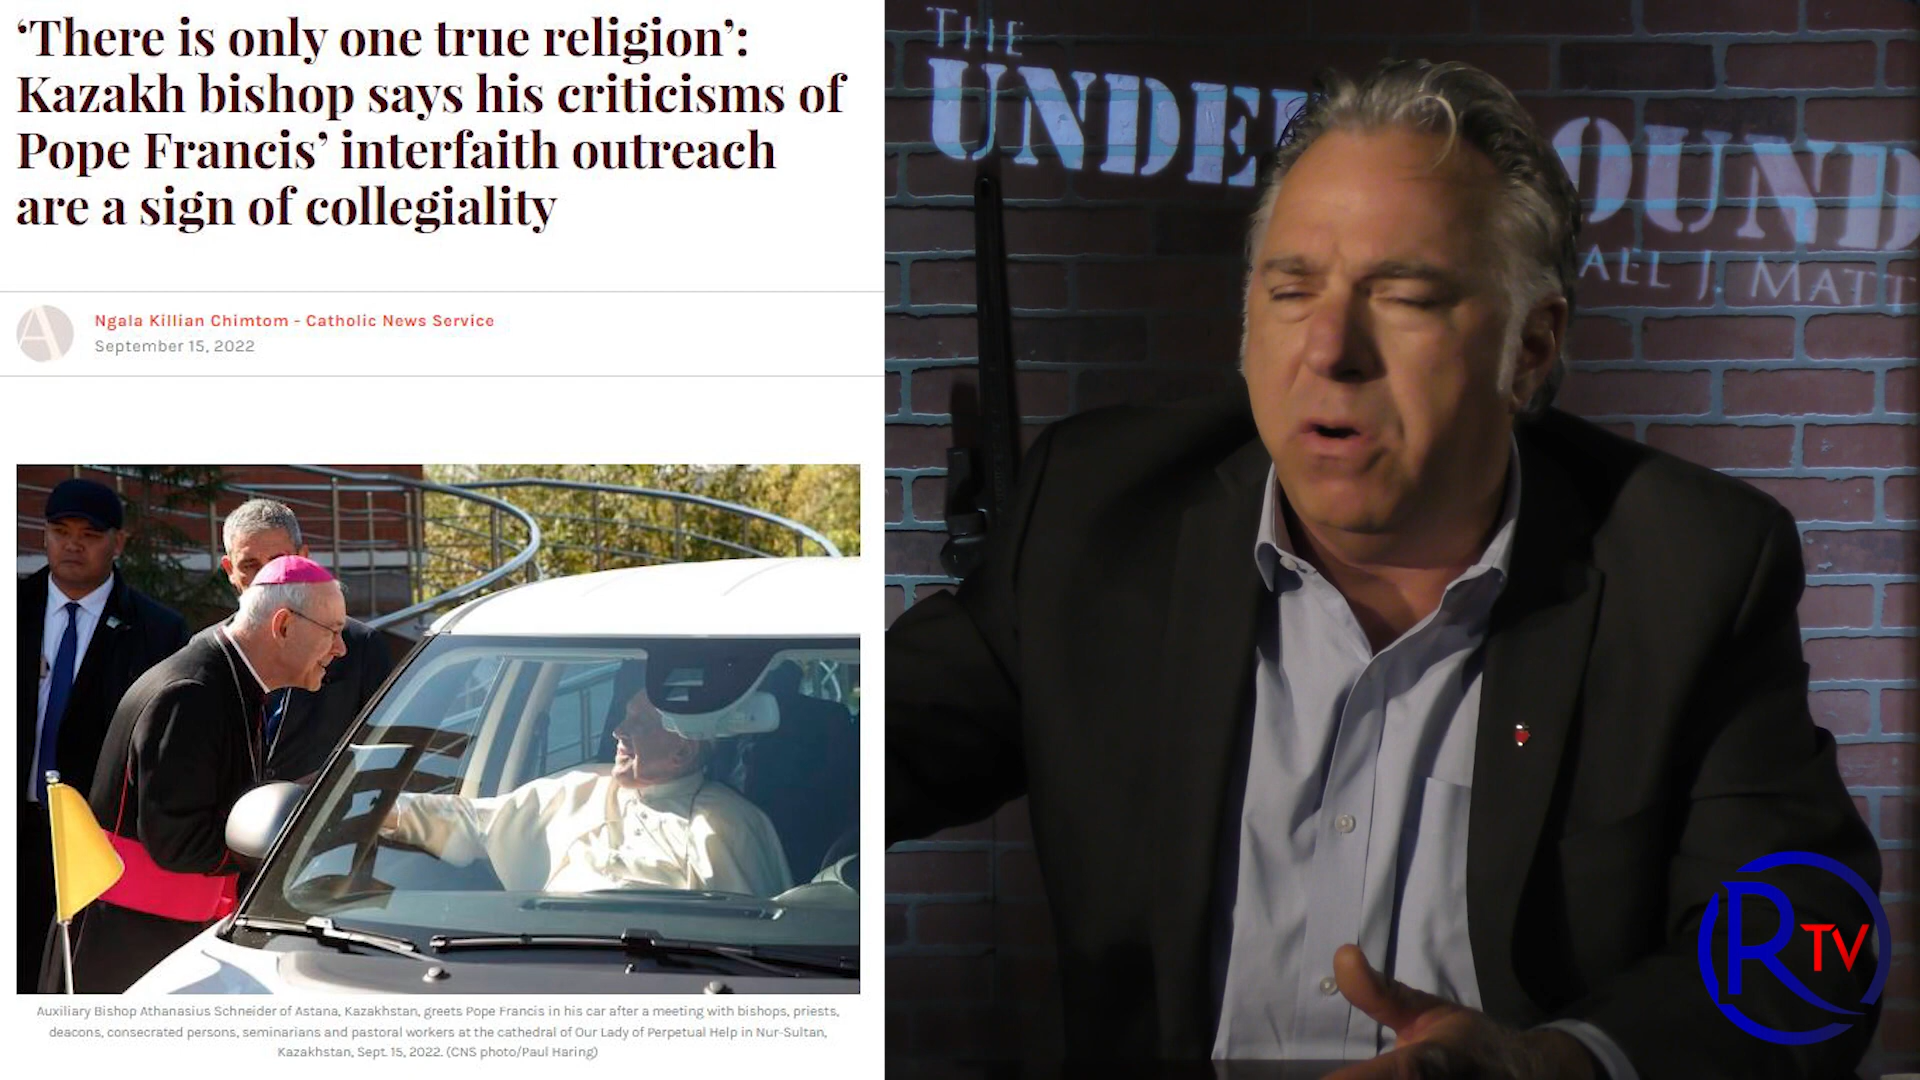 ‘There is only one true religion’:
Kazakh bishop says his criticisms of
Pope Francis’ interfaith outreach
are a sign of collegiality
A
Ngala Killian Chimtom - Catholic News Service
September 15, 2022
Auxiliary Bishop Athanasius Schneider of Astana, Kazakhstan, greets Pope Francis in his car after a meeting with bishops, priests,
deacons, consecrated persons, seminarians and pastoral workers at the cathedral of Our Lady of Perpetual Help in Nur-Sultan,
Kazakhstan, Sept. 15, 2022. (CNS photo/Paul Haring)
THE
UNDE OUND
AEL J. MATT
RTV